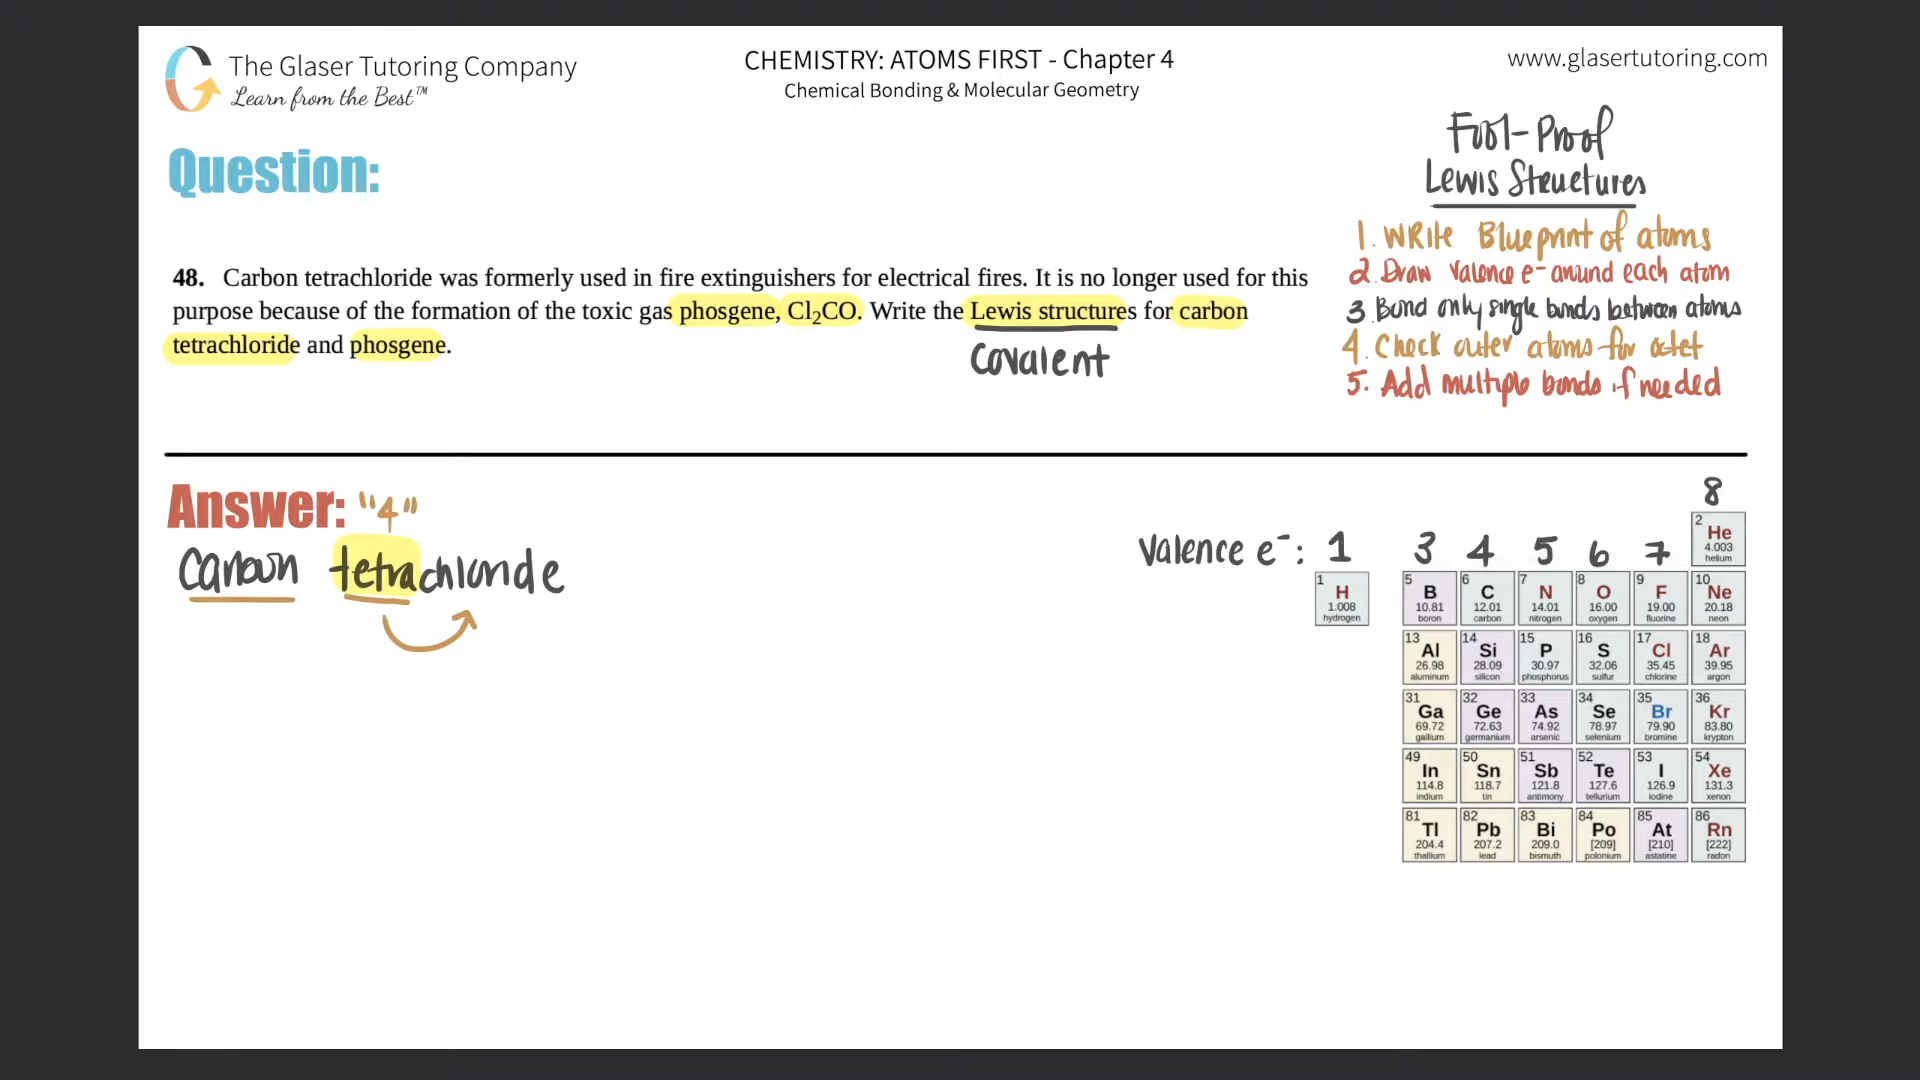 The Glaser Tutoring Company
Learn from the Best™
CHEMISTRY: ATOMS FIRST - Chapter 4
Chemical Bonding & Molecular Geometry
www.glasertutoring.com
Fool-Proof
Lewis Structures
1. Write Blueprint of atoms
2. Draw valence e⁻ around each atom
3. Bond only single bonds between atoms
4. Check outer atoms for octet
5. Add multiple bonds if needed
Question:
48. Carbon tetrachloride was formerly used in fire extinguishers for electrical fires. It is no longer used for this
purpose because of the formation of the toxic gas phosgene, Cl₂CO. Write the Lewis structures for carbon
tetrachloride and phosgene.
Covalent
Answer: "4"
Carbon tetrachloride
Valence e⁻: 1 3 4 5 6 7 8
2 He 4.003 helium
1 H 1.008 hydrogen
5 B 10.81 boron
6 C 12.01 carbon
7 N 14.01 nitrogen
8 O 16.00 oxygen
9 F 19.00 fluorine
10 Ne 20.18 neon
13 Al 26.98 aluminum
14 Si 28.09 silicon
15 P 30.97 phosphorus
16 S 32.06 sulfur
17 Cl 35.45 chlorine
18 Ar 39.95 argon
31 Ga 69.72 gallium
32 Ge 72.63 germanium
33 As 74.92 arsenic
34 Se 78.97 selenium
35 Br 79.90 bromine
36 Kr 83.80 krypton
49 In 114.8 indium
50 Sn 118.7 tin
51 Sb 121.8 antimony
52 Te 127.6 tellurium
53 I 126.9 iodine
54 Xe 131.3 xenon
81 Tl 204.4 thallium
82 Pb 207.2 lead
83 Bi 209.0 bismuth
84 Po [209] polonium
85 At [210] astatine
86 Rn [222] radon